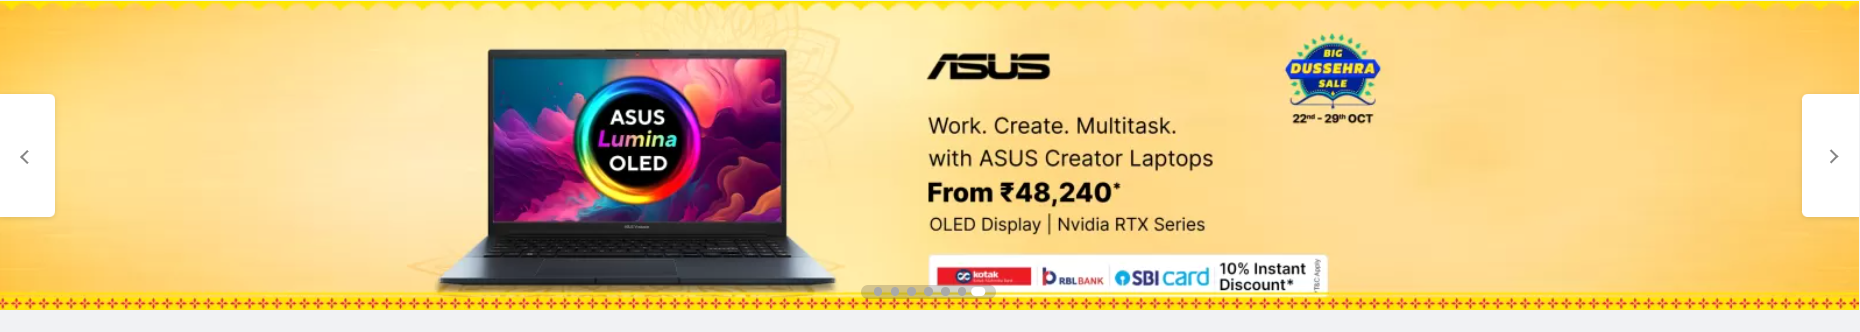 ASUS
Lumina
OLED
ASUS
Work. Create. Multitask.
with ASUS Creator Laptops
From ₹48,240*
OLED Display | Nvidia RTX Series
kotak
RBL BANK
SBI card
10% Instant
Discount*
*T&C Apply
BIG
DUSSEHRA
SALE
22nd - 29th OCT